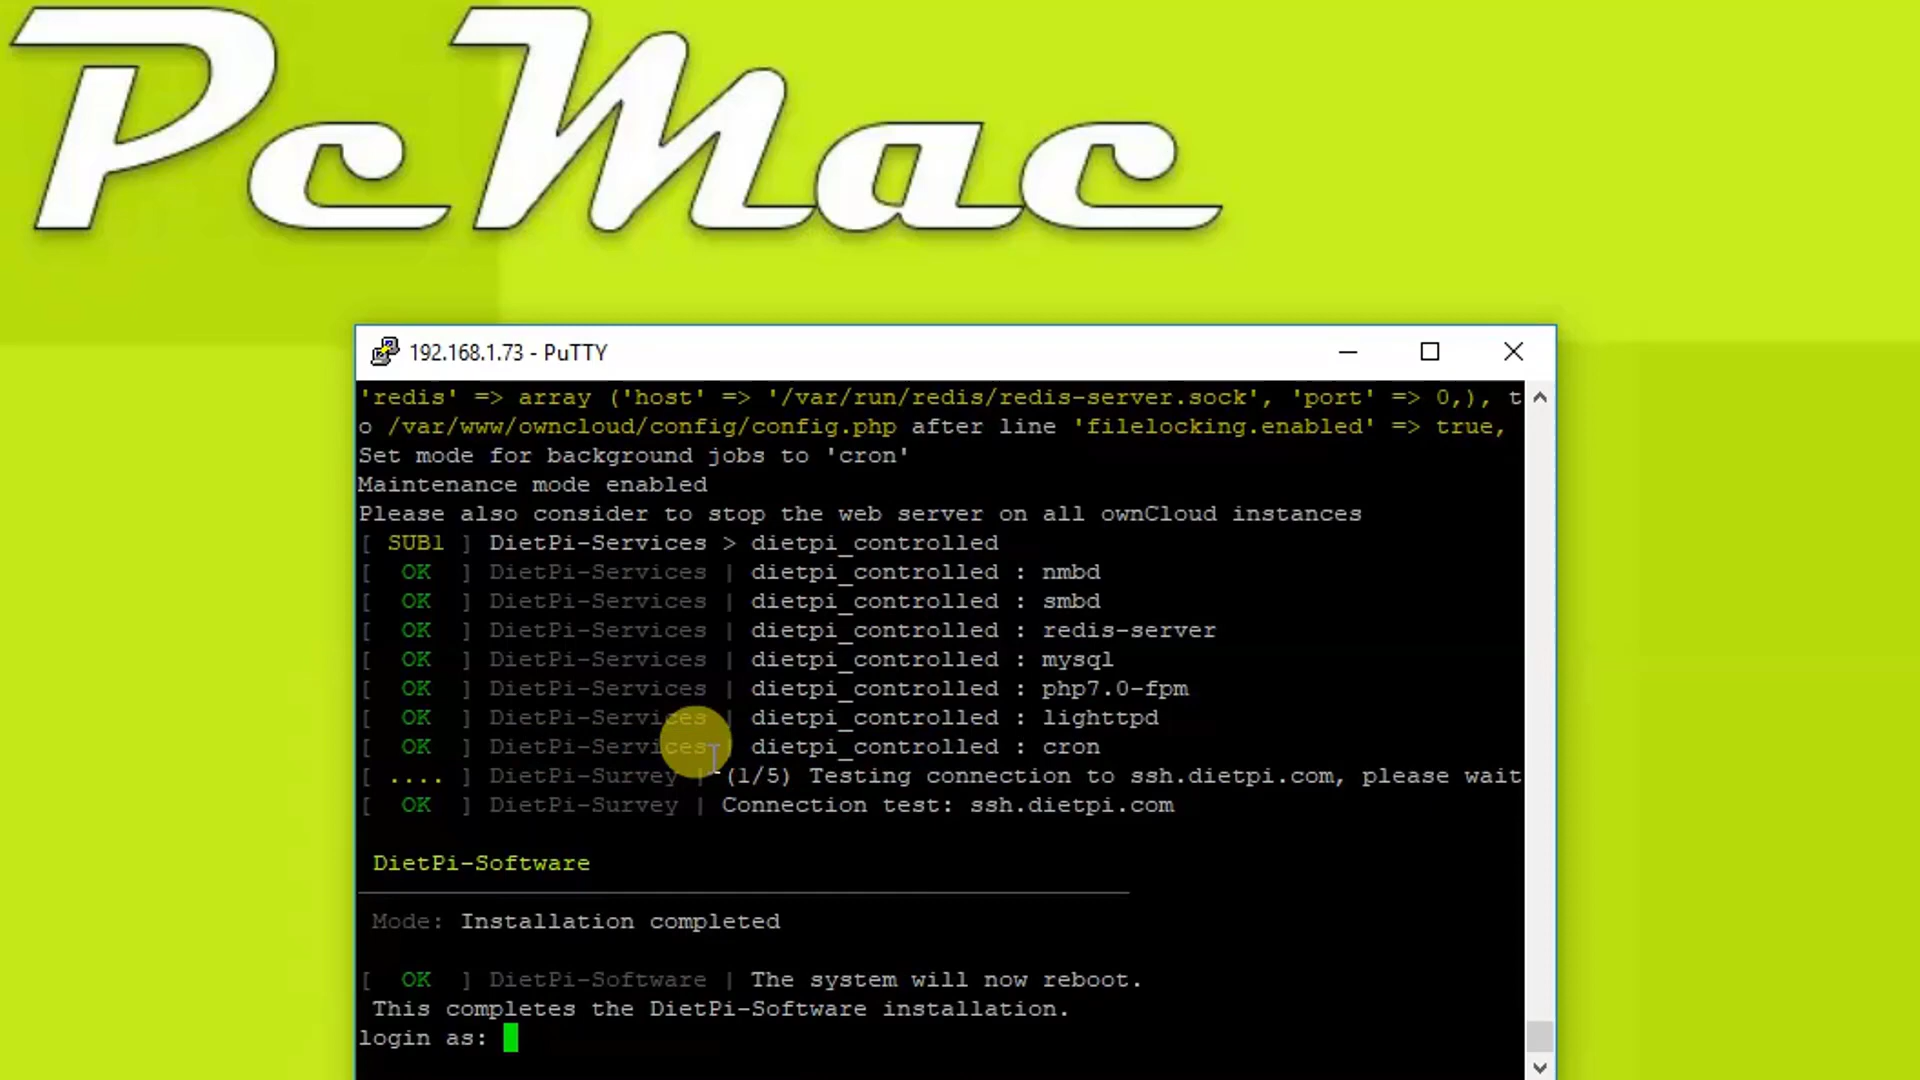 PcMac
192.168.1.73 - PuTTY
'redis' => array ('host' => '/var/run/redis/redis-server.sock', 'port' => 0,), t
o /var/www/owncloud/config/config.php after line 'filelocking.enabled' => true,
Set mode for background jobs to 'cron'
Maintenance mode enabled
Please also consider to stop the web server on all ownCloud instances
[ SUB1 ] DietPi-Services > dietpi_controlled
[  OK  ] DietPi-Services | dietpi_controlled : nmbd
[  OK  ] DietPi-Services | dietpi_controlled : smbd
[  OK  ] DietPi-Services | dietpi_controlled : redis-server
[  OK  ] DietPi-Services | dietpi_controlled : mysql
[  OK  ] DietPi-Services | dietpi_controlled : php7.0-fpm
[  OK  ] DietPi-Services | dietpi_controlled : lighttpd
[  OK  ] DietPi-Services | dietpi_controlled : cron
[ .... ] DietPi-Survey | (1/5) Testing connection to ssh.dietpi.com, please wait
[  OK  ] DietPi-Survey | Connection test: ssh.dietpi.com
DietPi-Software
Mode: Installation completed
[  OK  ] DietPi-Software | The system will now reboot.
This completes the DietPi-Software installation.
login as: